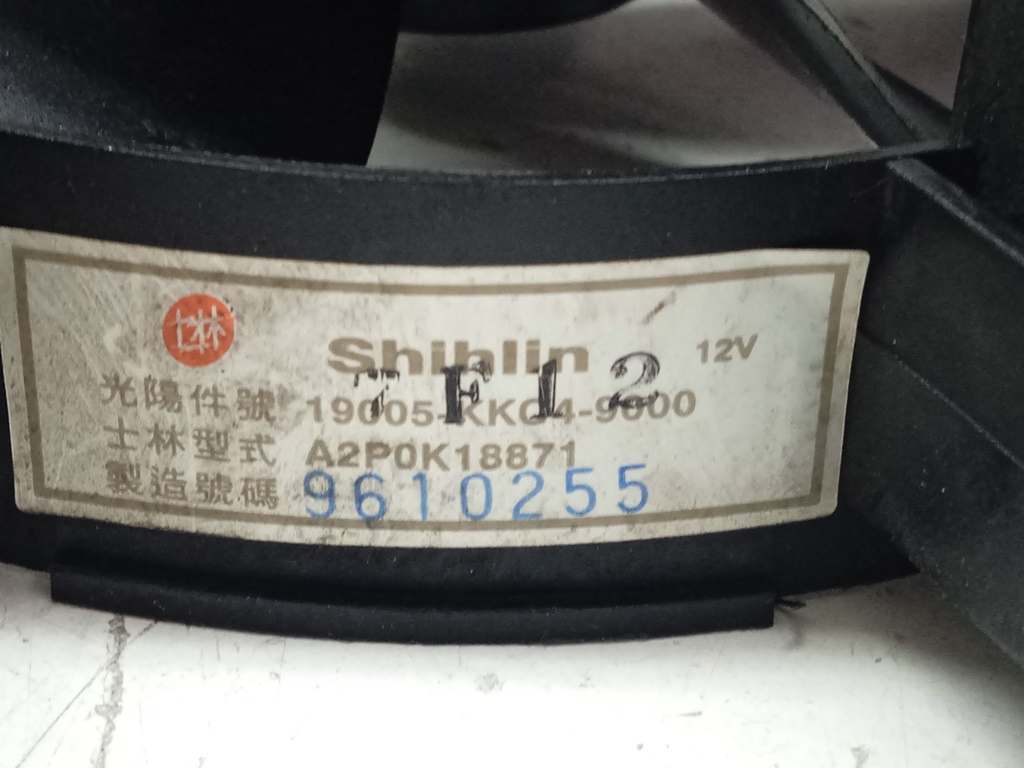 士林 Shihlin 12V
7F12
光陽件號 19005-KKC4-9000
士林型式 A2P0K18871
製造號碼 9610255